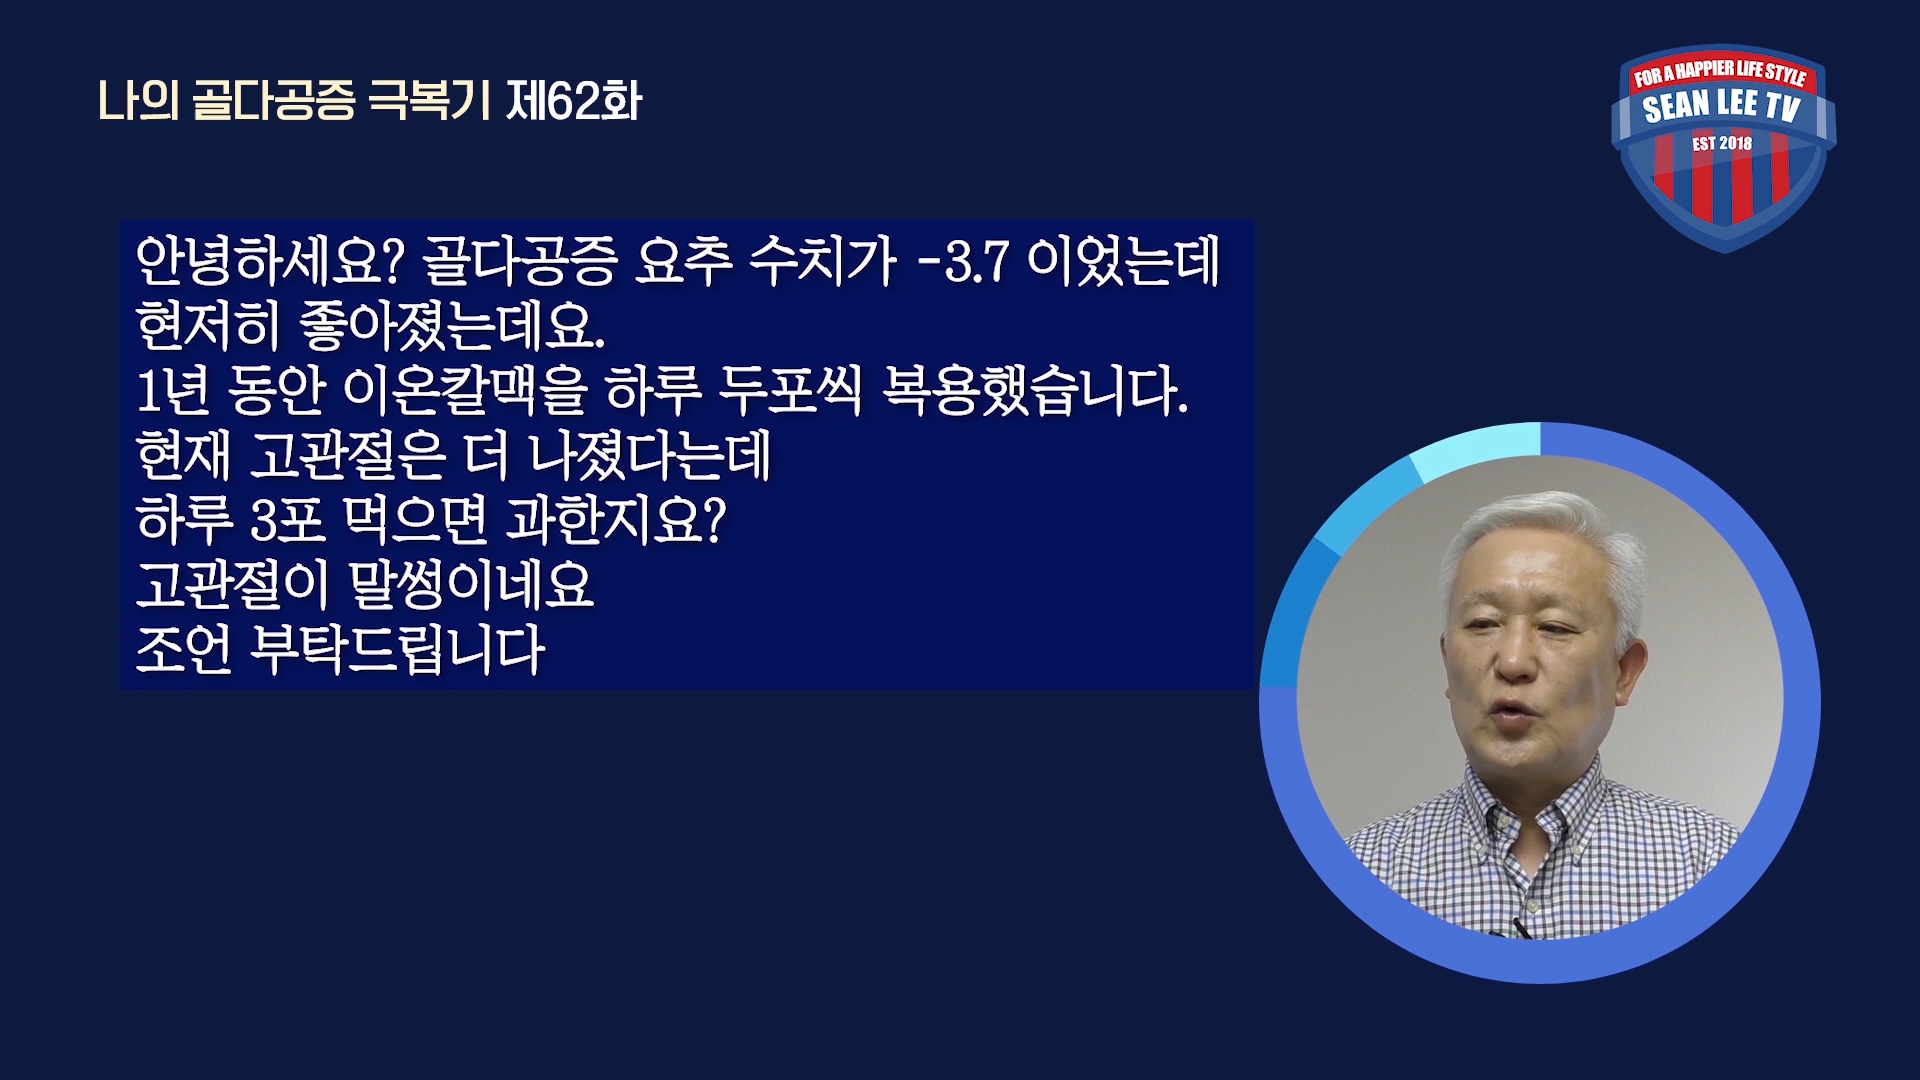 나의 골다공증 극복기 제62화
FOR A HAPPIER LIFE STYLE
SEAN LEE TV
EST 2018
안녕하세요? 골다공증 요추 수치가 -3.7 이었는데
현저히 좋아졌는데요.
1년 동안 이온칼맥을 하루 두포씩 복용했습니다.
현재 고관절은 더 나졌다는데
하루 3포 먹으면 과한지요?
고관절이 말썽이네요
조언 부탁드립니다